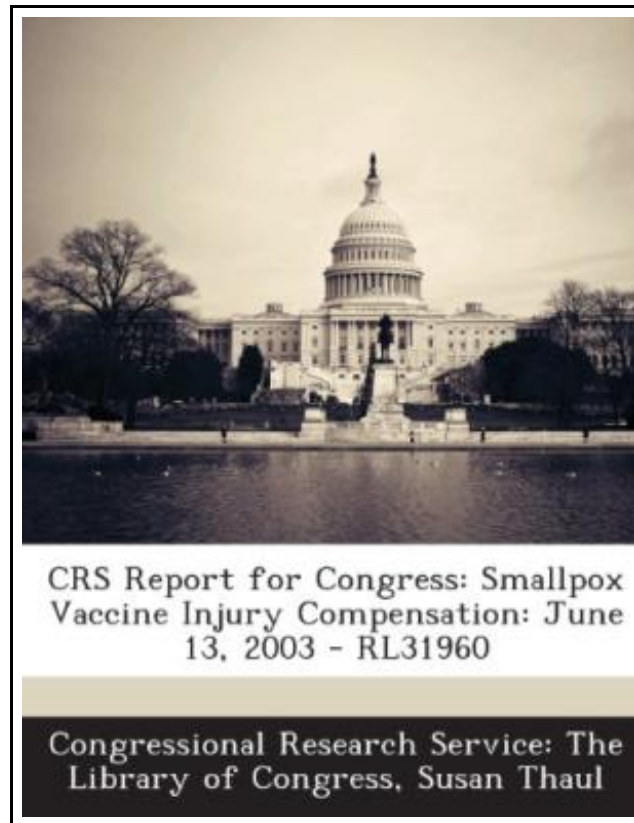 CRS Report for Congress: Smallpox
Vaccine Injury Compensation: June
13, 2003 - RL31960
Congressional Research Service: The
Library of Congress, Susan Thaul